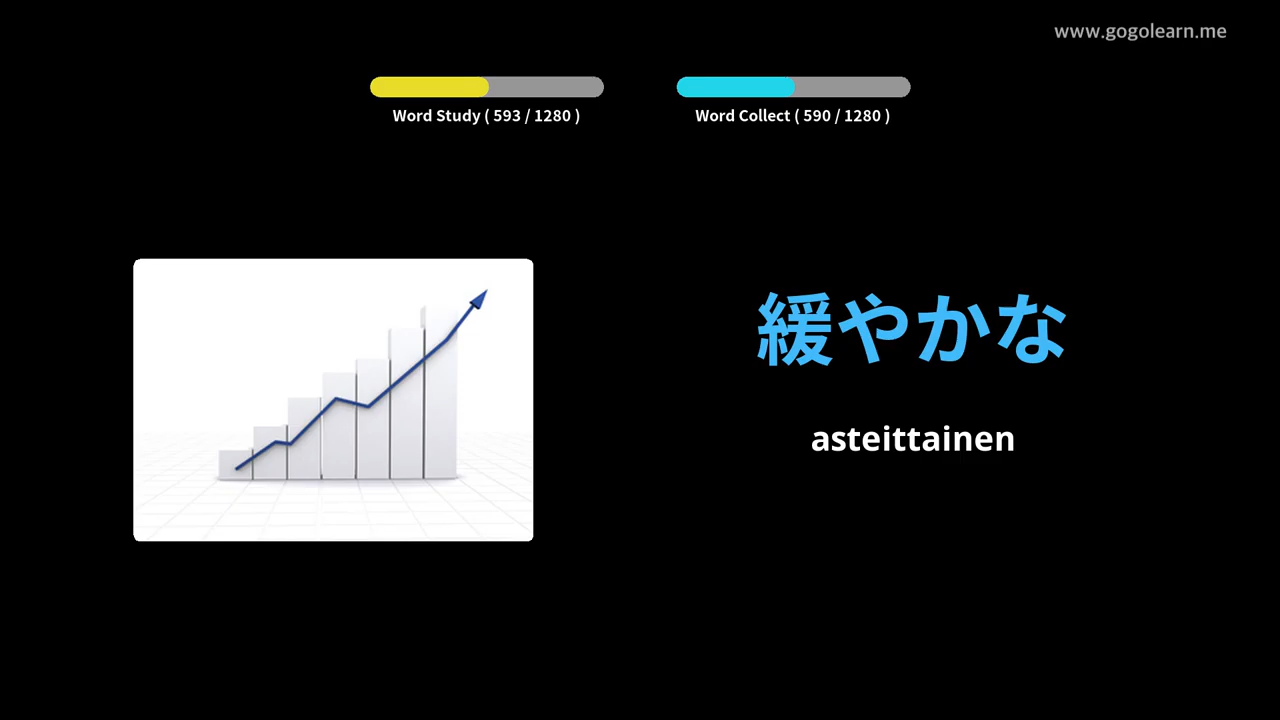 www.gogolearn.me
Word Study ( 593 / 1280 )
Word Collect ( 590 / 1280 )
緩やかな
asteittainen